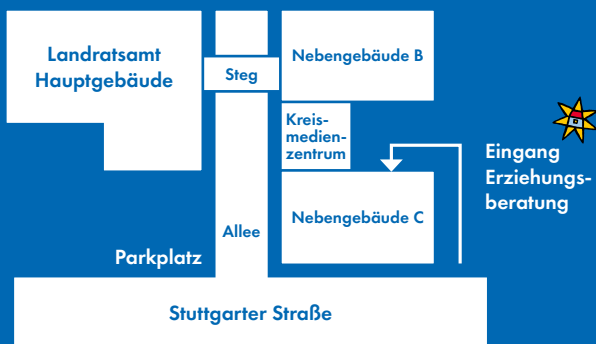 Landratsamt
Hauptgebäude
Steg
Nebengebäude B
Kreis-
medien-
zentrum
Eingang
Erziehungs-
beratung
Nebengebäude C
Allee
Parkplatz
Stuttgarter Straße